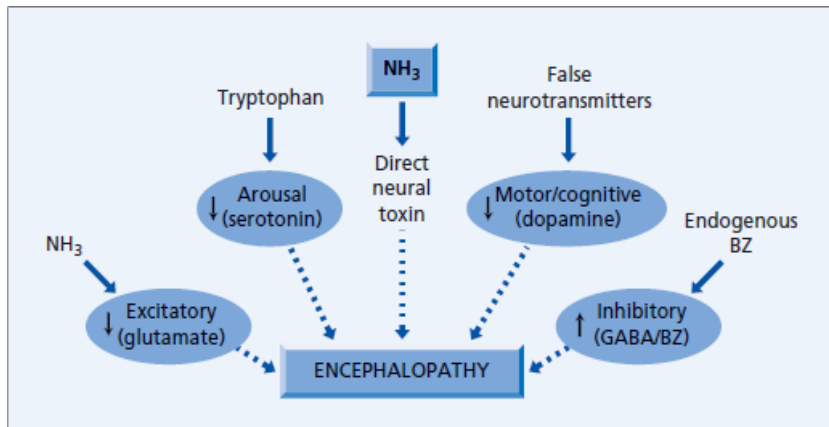 NH₃
False
neurotransmitters
Tryptophan
Direct
neural
toxin
↓ Arousal
(serotonin)
↓ Motor/cognitive
(dopamine)
Endogenous
BZ
NH₃
↓ Excitatory
(glutamate)
↑ Inhibitory
(GABA/BZ)
ENCEPHALOPATHY